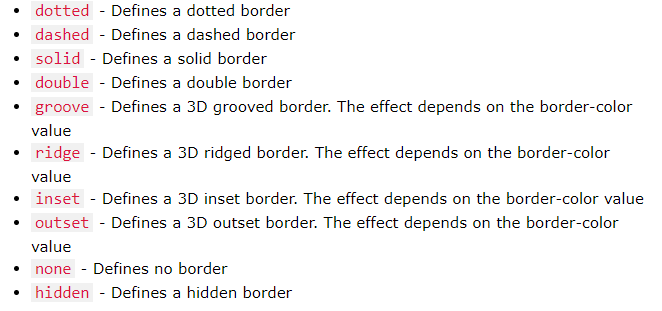 dotted - Defines a dotted border
dashed - Defines a dashed border
solid - Defines a solid border
double - Defines a double border
groove - Defines a 3D grooved border. The effect depends on the border-color
value
ridge - Defines a 3D ridged border. The effect depends on the border-color
value
inset - Defines a 3D inset border. The effect depends on the border-color value
outset - Defines a 3D outset border. The effect depends on the border-color
value
none - Defines no border
hidden - Defines a hidden border